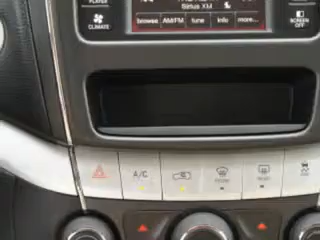 PLAYER
Sirius XM
CLIMATE
browse AM/FM tune info more...
SCREEN
OFF
A/C